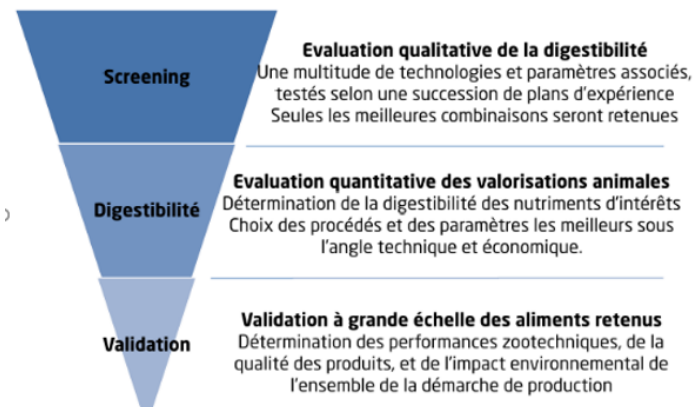 Screening
Evaluation qualitative de la digestibilité
Une multitude de technologies et paramètres associés,
testés selon une succession de plans d'expérience
Seules les meilleures combinaisons seront retenues
Digestibilité
Evaluation quantitative des valorisations animales
Détermination de la digestibilité des nutriments d'intérêts
Choix des procédés et des paramètres les meilleurs sous
l'angle technique et économique.
Validation
Validation à grande échelle des aliments retenus
Détermination des performances zootechniques, de la
qualité des produits, et de l'impact environnemental de
l'ensemble de la démarche de production